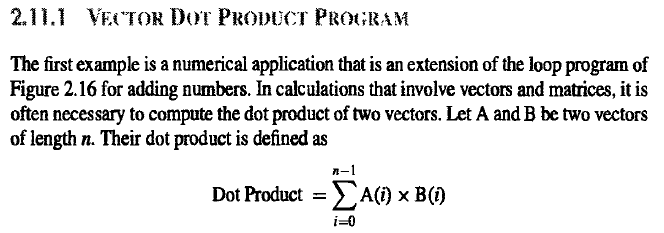 2.11.1 VECTOR DOT PRODUCT PROGRAM
The first example is a numerical application that is an extension of the loop program of
Figure 2.16 for adding numbers. In calculations that involve vectors and matrices, it is
often necessary to compute the dot product of two vectors. Let A and B be two vectors
of length n. Their dot product is defined as
n−1
Dot Product = ∑ A(i) × B(i)
i=0